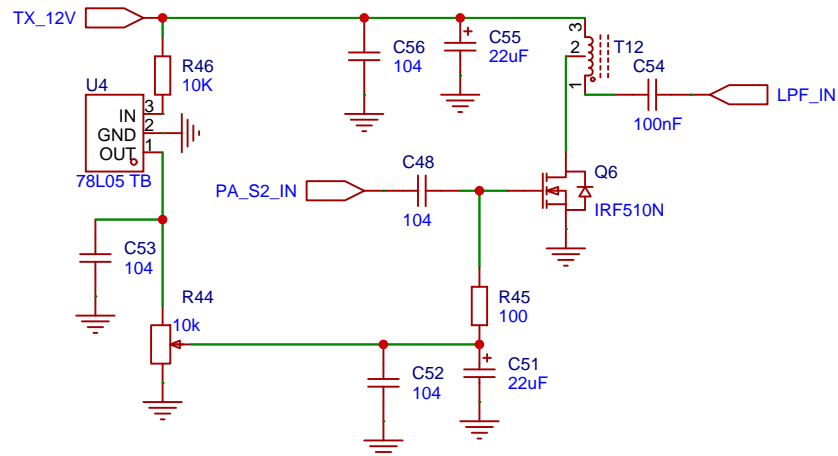 TX_12V
R46
10K
U4
IN 3
GND 2
OUT 1
78L05 TB
C56
104
C55
+
22uF
3
2
1
T12
C54
100nF
LPF_IN
PA_S2_IN
C48
104
Q6
IRF510N
C53
104
R44
10k
R45
100
C52
104
+
C51
22uF